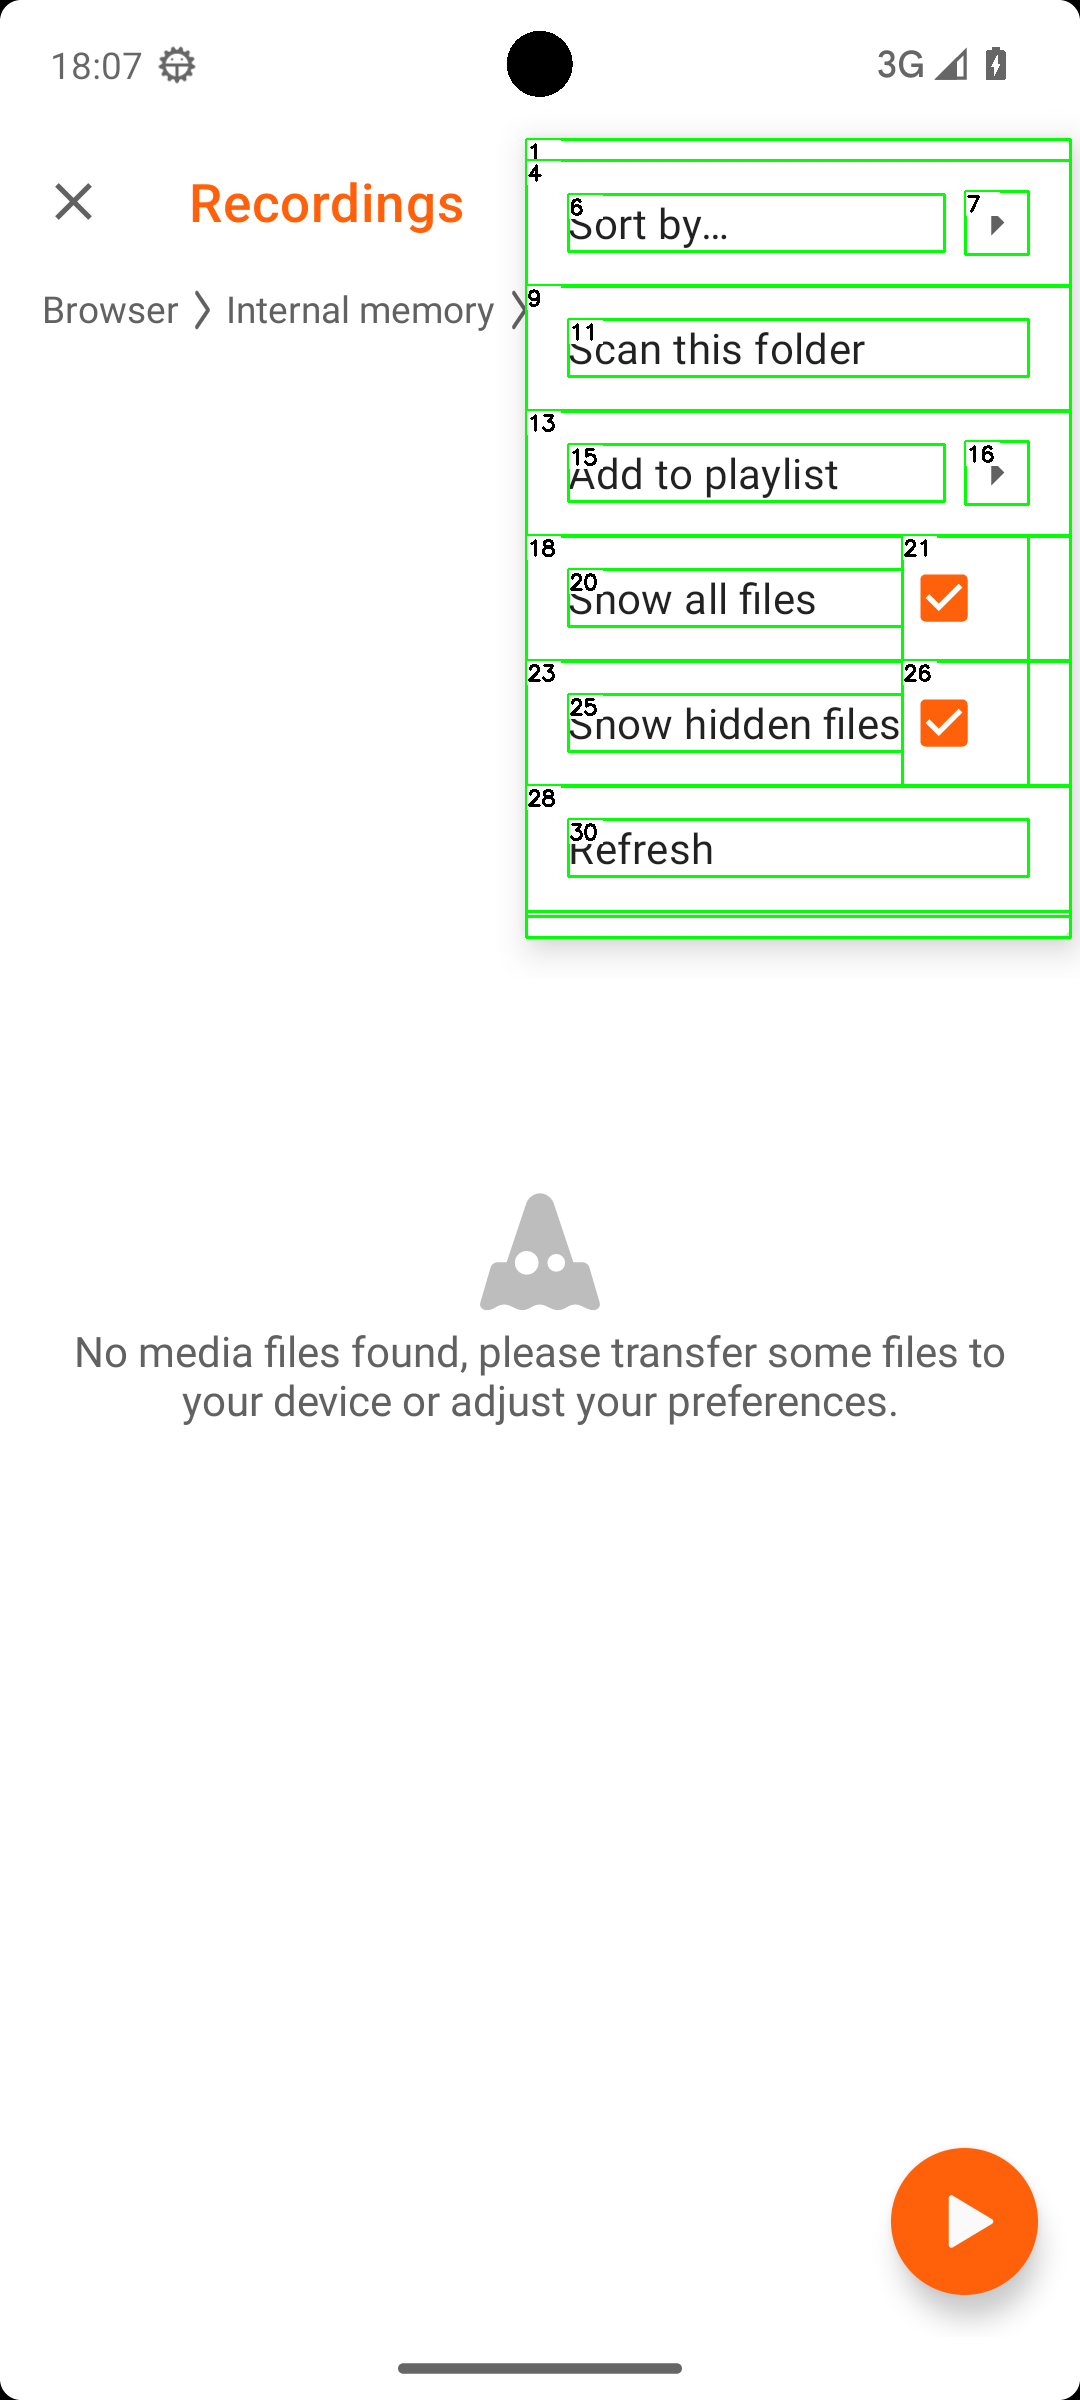 18:07
3G
Recordings
Browser
Internal memory
1
4
6
Sort by...
7
9
11
Scan this folder
13
15
Add to playlist
16
18
20
Show all files
21
23
25
Show hidden files
26
28
30
Refresh
No media files found, please transfer some files to
your device or adjust your preferences.